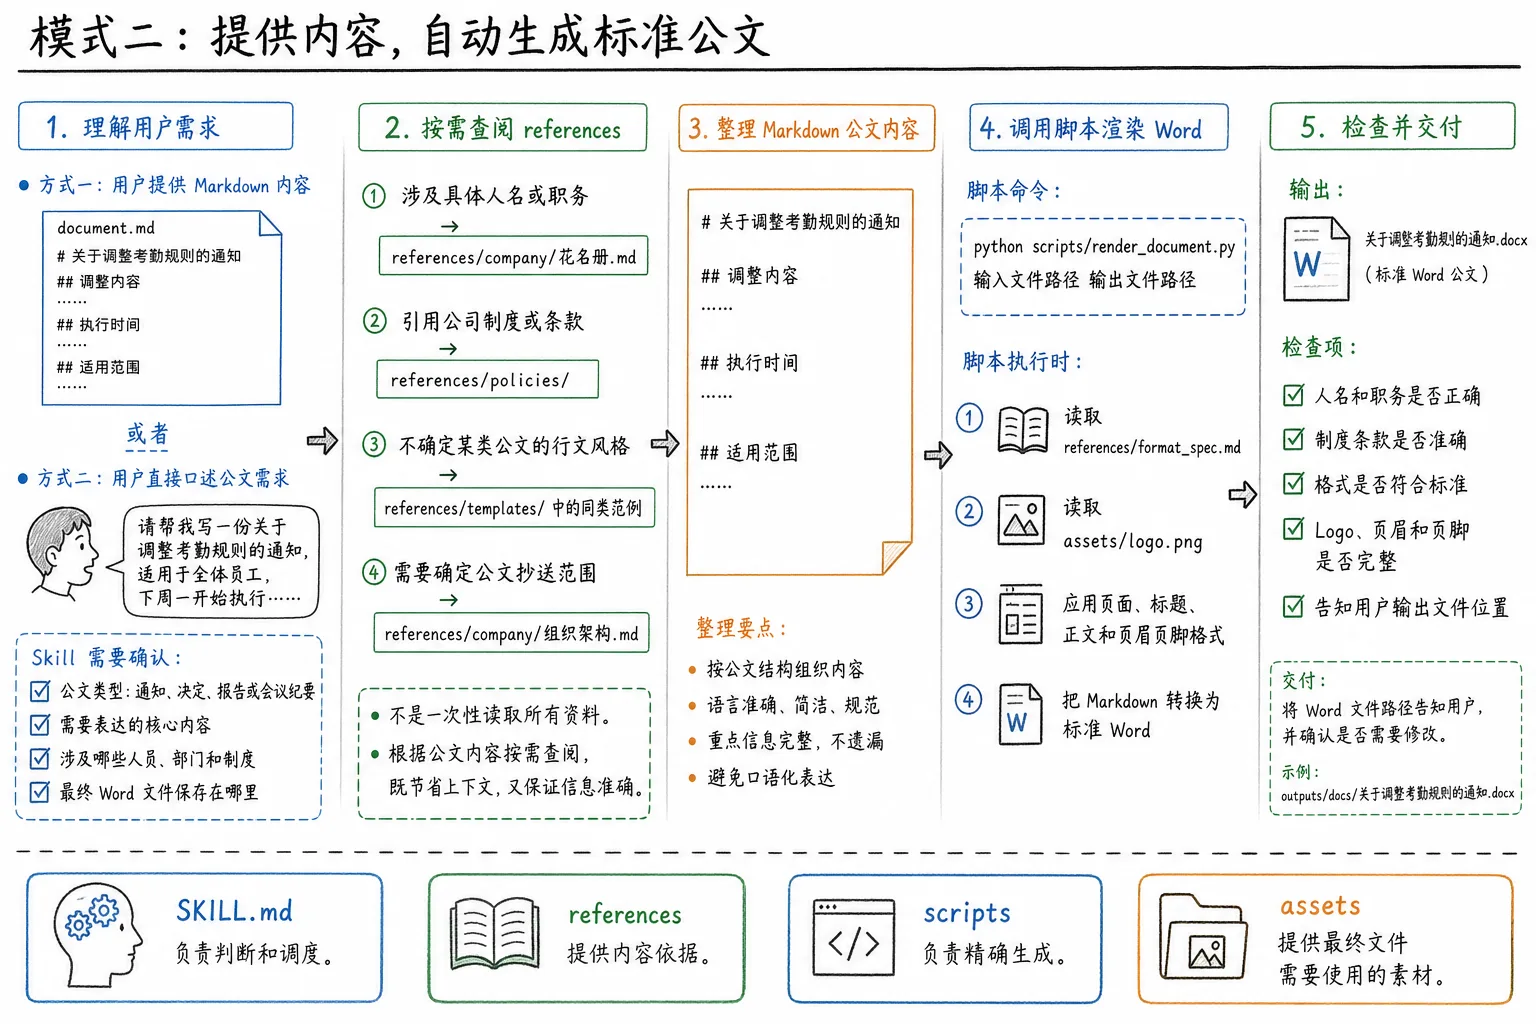 模式二：提供内容，自动生成标准公文
1. 理解用户需求
● 方式一：用户提供 Markdown 内容
document.md
# 关于调整考勤规则的通知
## 调整内容
……
## 执行时间
……
## 适用范围
……
或者
● 方式二：用户直接口述公文需求
请帮我写一份关于
调整考勤规则的通知，
适用于全体员工，
下周一开始执行……
Skill 需要确认：
公文类型：通知、决定、报告或会议纪要
需要表达的核心内容
涉及哪些人员、部门和制度
最终 Word 文件保存在哪里
2. 按需查阅 references
① 涉及具体人名或职务
→
references/company/花名册.md
② 引用公司制度或条款
→
references/policies/
③ 不确定某类公文的行文风格
→
references/templates/ 中的同类范例
④ 需要确定公文抄送范围
→
references/company/组织架构.md
● 不是一次性读取所有资料。
● 根据公文内容按需查阅，
既节省上下文，又保证信息准确。
3. 整理 Markdown 公文内容
# 关于调整考勤规则的通知
## 调整内容
……
## 执行时间
……
## 适用范围
……
整理要点：
● 按公文结构组织内容
● 语言准确、简洁、规范
● 重点信息完整，不遗漏
● 避免口语化表达
4. 调用脚本渲染 Word
脚本命令：
python scripts/render_document.py
输入文件路径 输出文件路径
脚本执行时：
① 读取
references/format_spec.md
② 读取
assets/logo.png
③ 应用页面、标题、
正文和页眉页脚格式
④ 把 Markdown 转换为
标准 Word
W
5. 检查并交付
输出：
W
关于调整考勤规则的通知.docx
（标准 Word 公文）
检查项：
人名和职务是否正确
制度条款是否准确
格式是否符合标准
Logo、页眉和页脚
是否完整
告知用户输出文件位置
交付：
将 Word 文件路径告知用户，
并确认是否需要修改。
示例：
outputs/docs/关于调整考勤规则的通知.docx
SKILL.md
负责判断和调度。
references
提供内容依据。
</>
scripts
负责精确生成。
assets
提供最终文件
需要使用的素材。